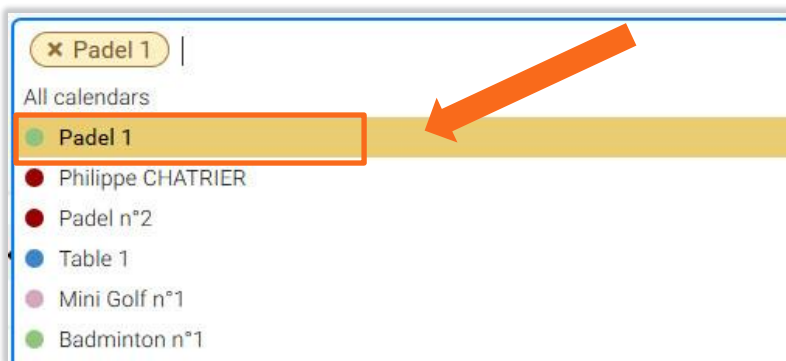 × Padel 1
All calendars
Padel 1
Philippe CHATRIER
Padel n°2
Table 1
Mini Golf n°1
Badminton n°1